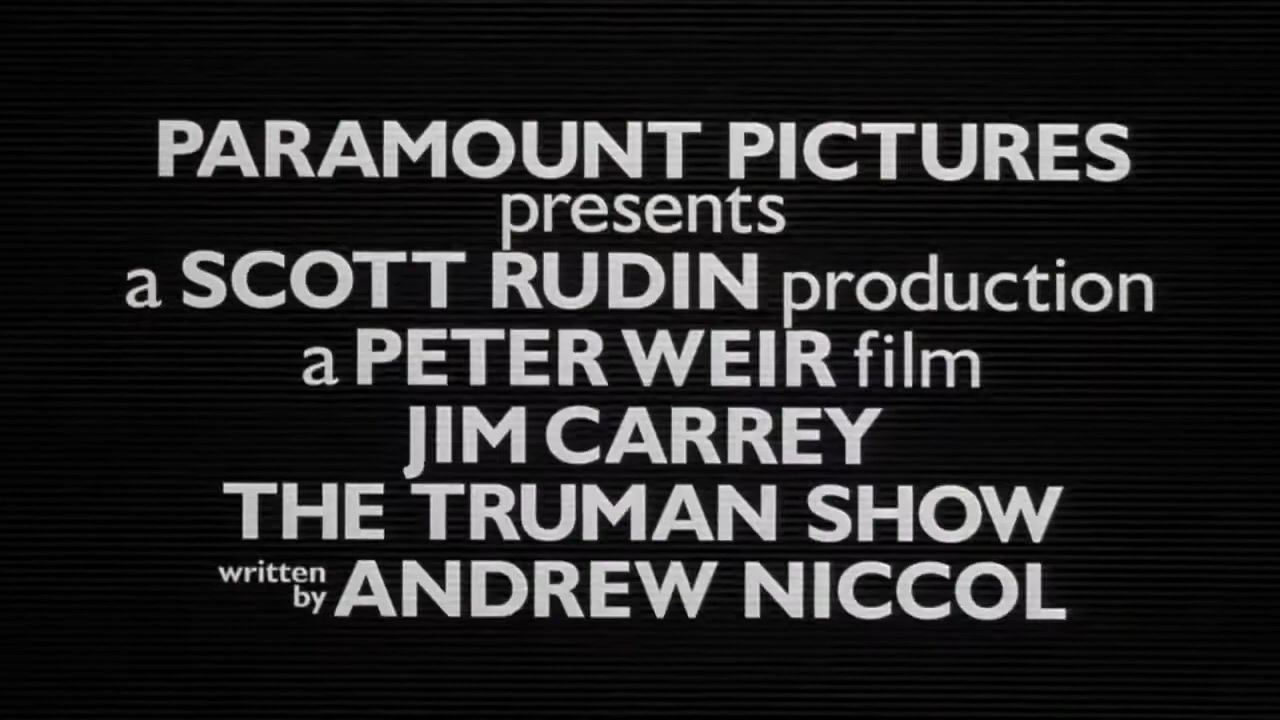 PARAMOUNT PICTURES
presents
a SCOTT RUDIN production
a PETER WEIR film
JIM CARREY
THE TRUMAN SHOW
written by ANDREW NICCOL